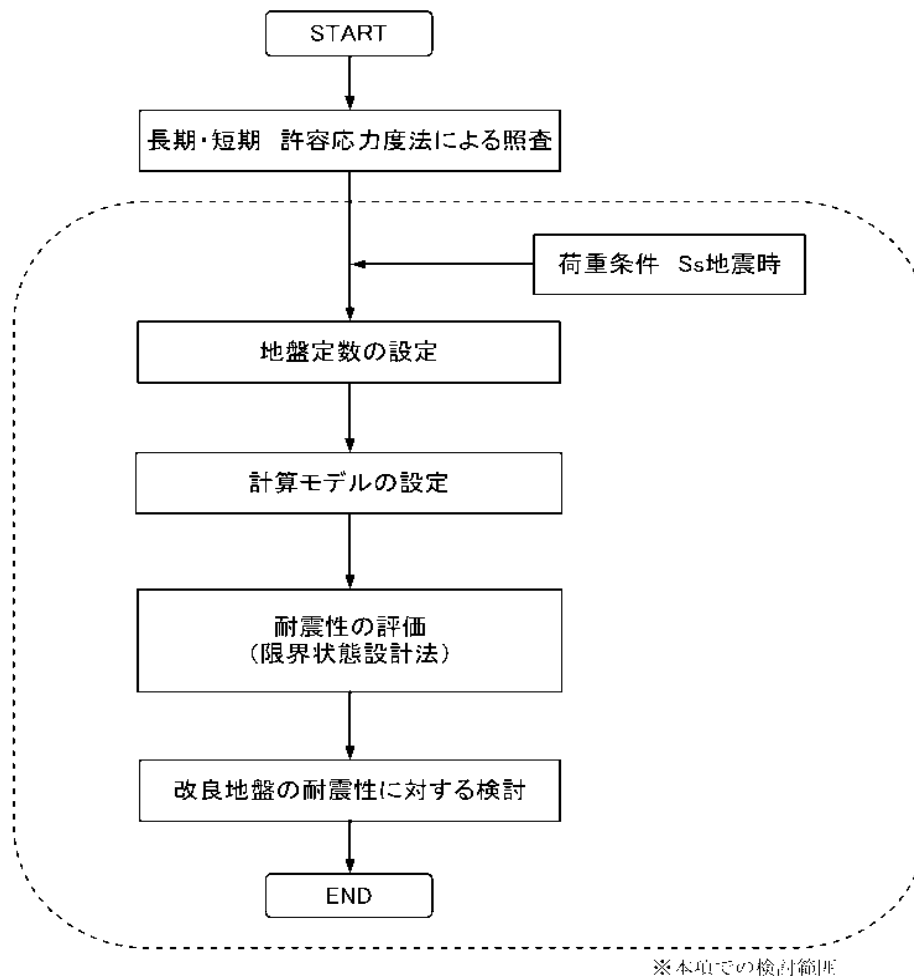 START
長期・短期 許容応力度法による照査
荷重条件 Ss地震時
地盤定数の設定
計算モデルの設定
耐震性の評価
(限界状態設計法)
改良地盤の耐震性に対する検討
END
※本項での検討範囲